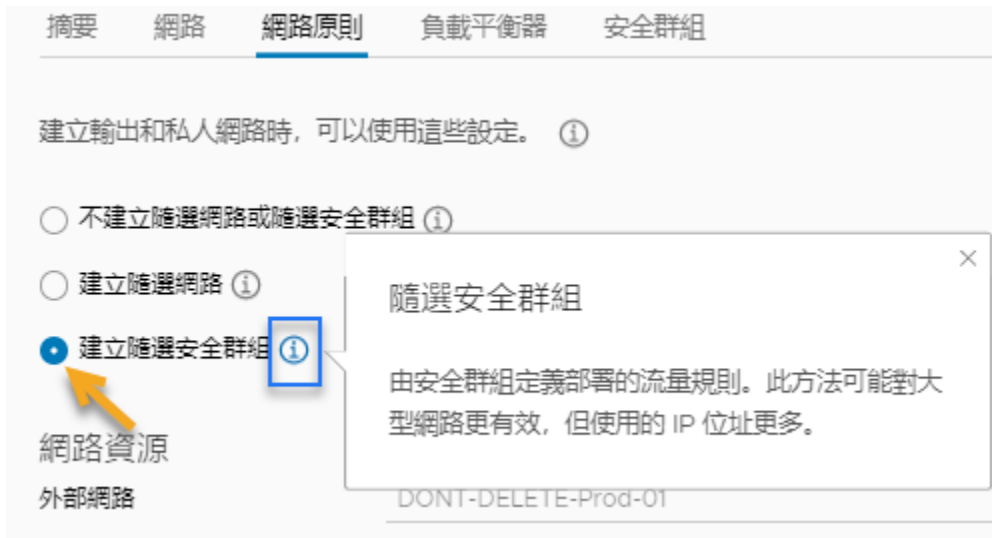 摘要 網路 網路原則 負載平衡器 安全群組
建立輸出和私人網路時，可以使用這些設定。
不建立隨選網路或隨選安全群組
建立隨選網路
建立隨選安全群組
隨選安全群組
由安全群組定義部署的流量規則。此方法可能對大
型網路更有效，但使用的 IP 位址更多。
網路資源
外部網路 DONT-DELETE-Prod-01